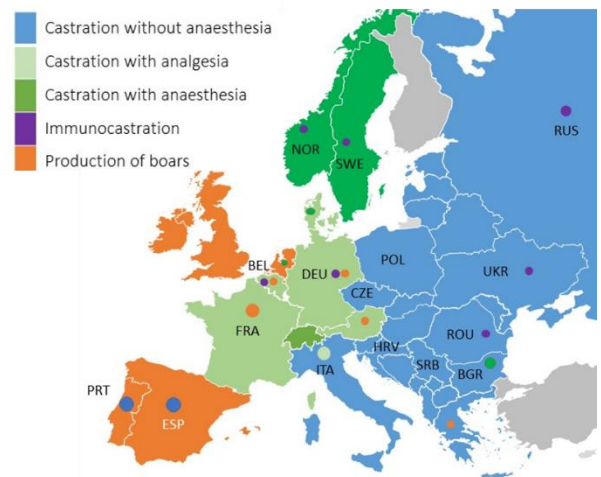 Castration without anaesthesia
Castration with analgesia
Castration with anaesthesia
Immunocastration
Production of boars
RUS
NOR
SWE
BEL
DEU
POL
UKR
CZE
FRA
ROU
HRV
ITA
SRB
BGR
PRT
ESP